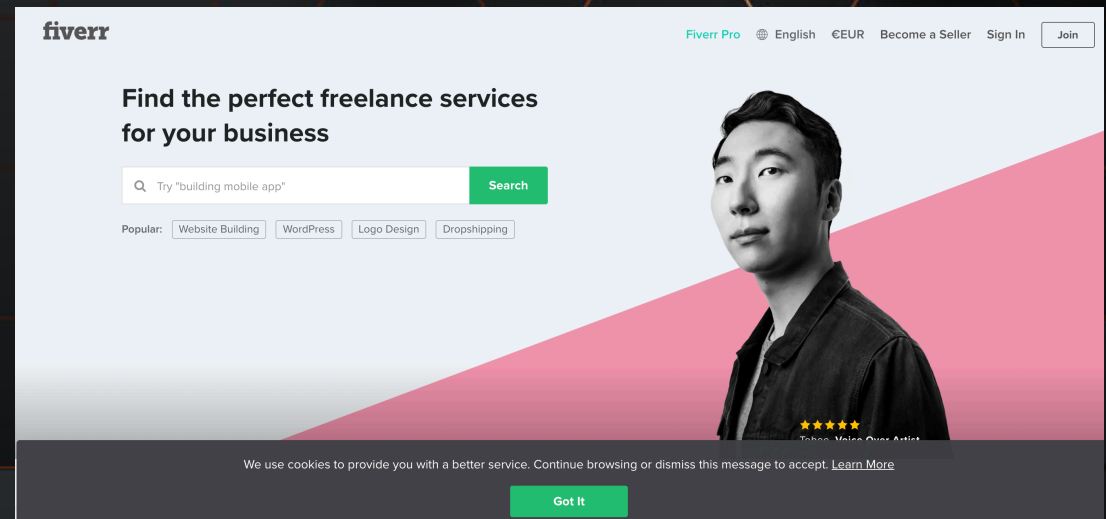 fiverr
Fiverr Pro English €EUR Become a Seller Sign In Join
Find the perfect freelance services
for your business
Try "building mobile app" Search
Popular: Website Building WordPress Logo Design Dropshipping
Voice Over Artist
We use cookies to provide you with a better service. Continue browsing or dismiss this message to accept. Learn More
Got It